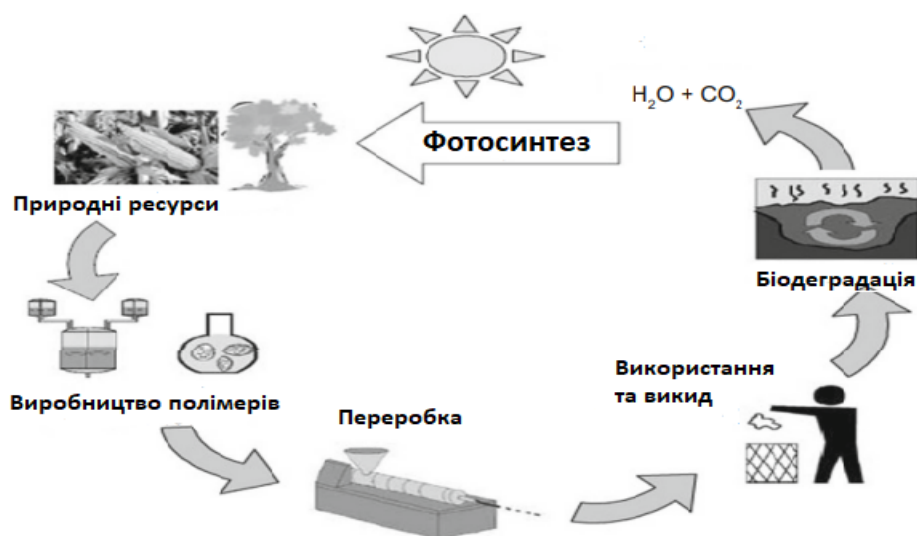 H₂O + CO₂
Фотосинтез
Природні ресурси
Біодеградація
Використання
та викид
Виробництво полімерів
Переробка